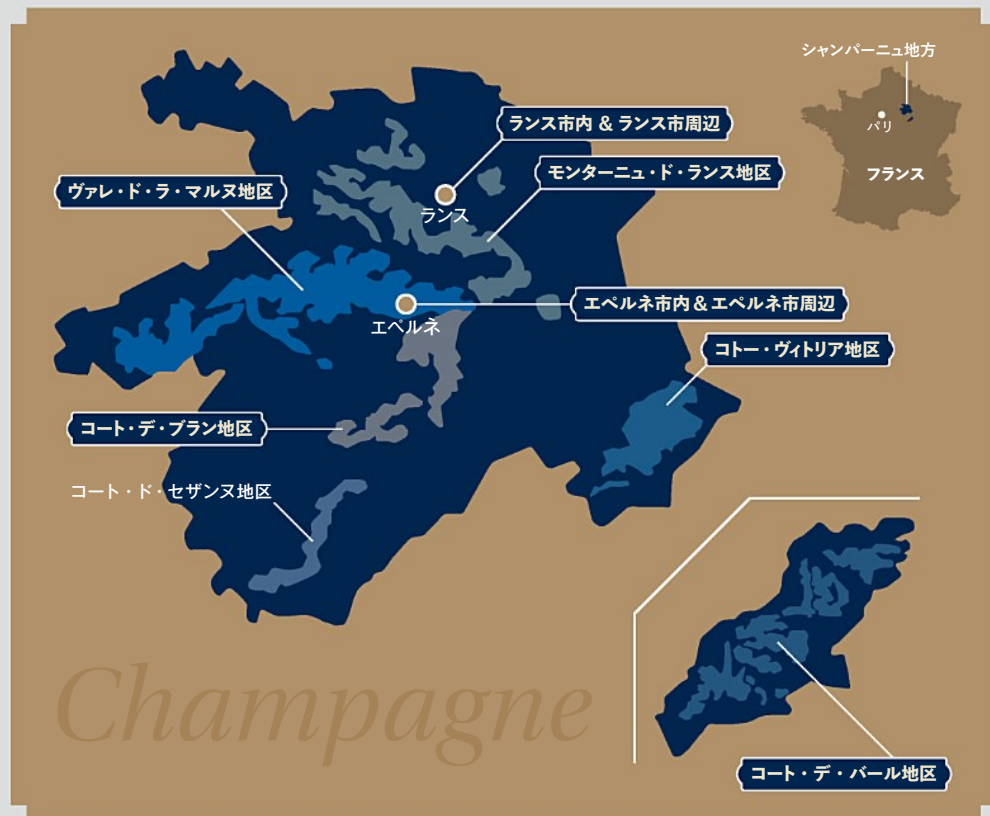 シャンパーニュ地方
パリ
フランス
ランス市内 & ランス市周辺
モンターニュ・ド・ランス地区
ヴァレ・ド・ラ・マルヌ地区
ランス
エペルネ市内 & エペルネ市周辺
エペルネ
コトー・ヴィトリア地区
コート・デ・ブラン地区
コート・ド・セザンヌ地区
Champagne
コート・デ・バール地区